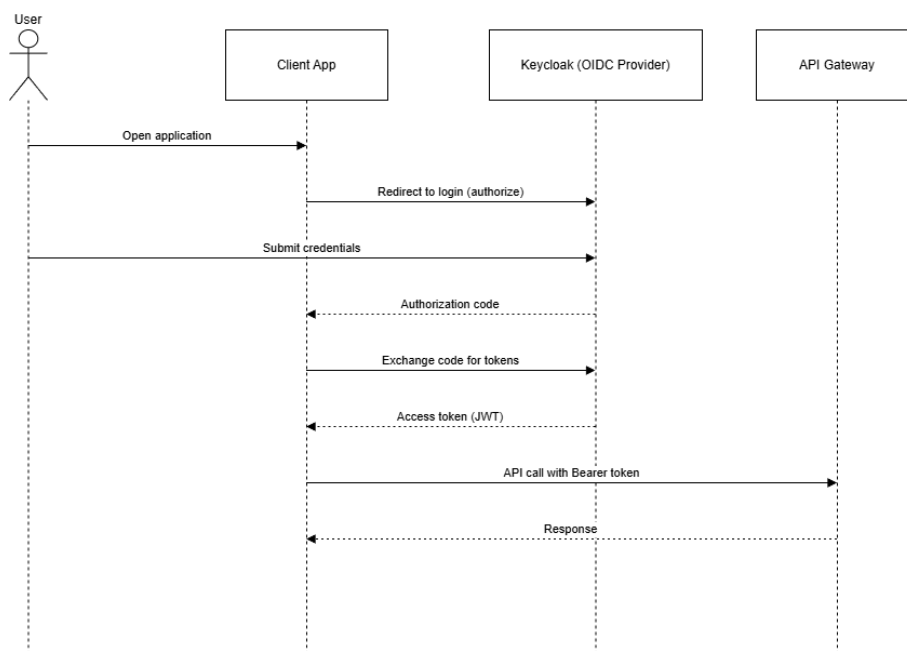 User
Client App
Keycloak (OIDC Provider)
API Gateway
Open application
Redirect to login (authorize)
Submit credentials
Authorization code
Exchange code for tokens
Access token (JWT)
API call with Bearer token
Response